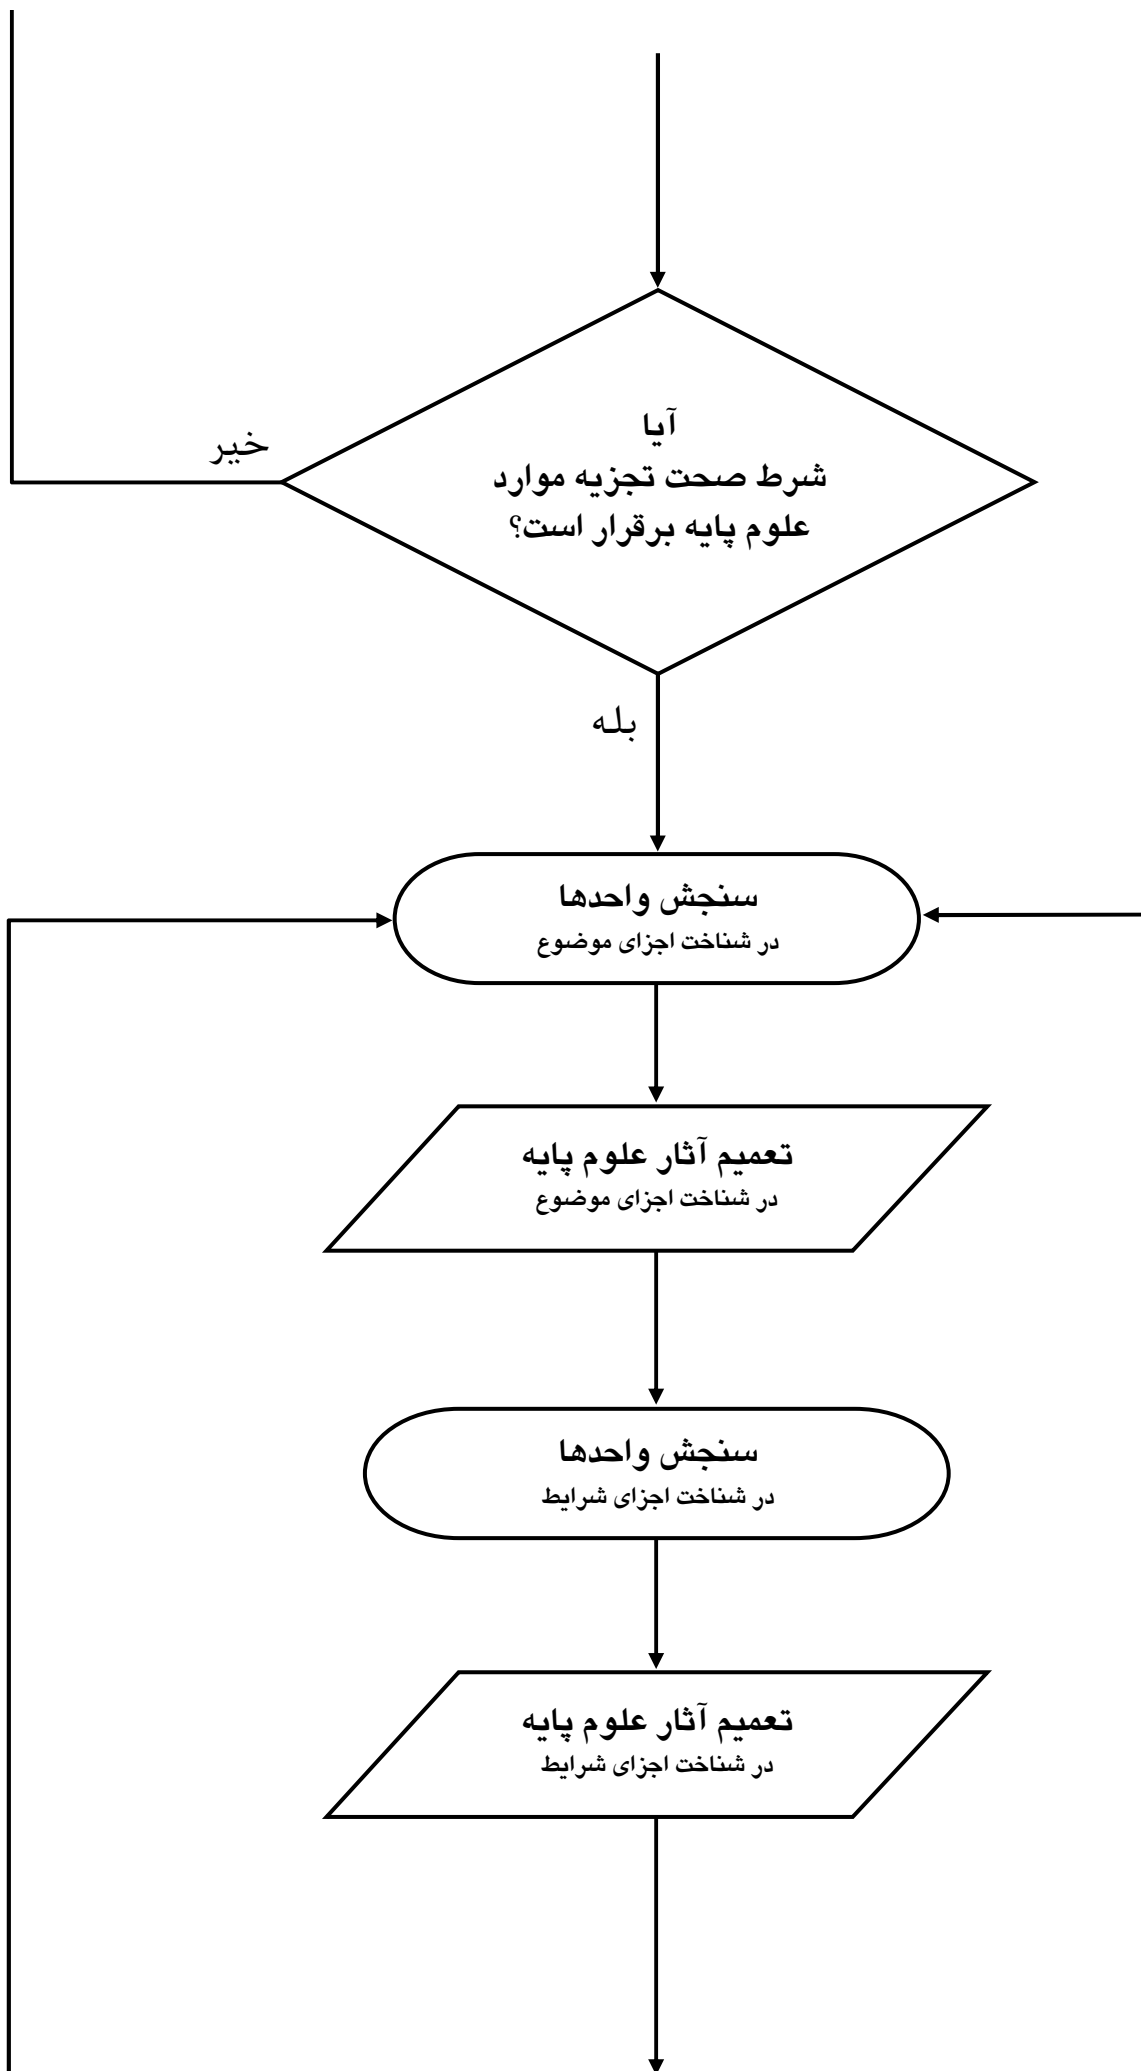 آیا
شرط صحت تجزیه موارد
علوم پایه برقرار است؟
خیر
بله
سنجش واحدها
در شناخت اجزای موضوع
تعمیم آثار علوم پایه
در شناخت اجزای موضوع
سنجش واحدها
در شناخت اجزای شرایط
تعمیم آثار علوم پایه
در شناخت اجزای شرایط